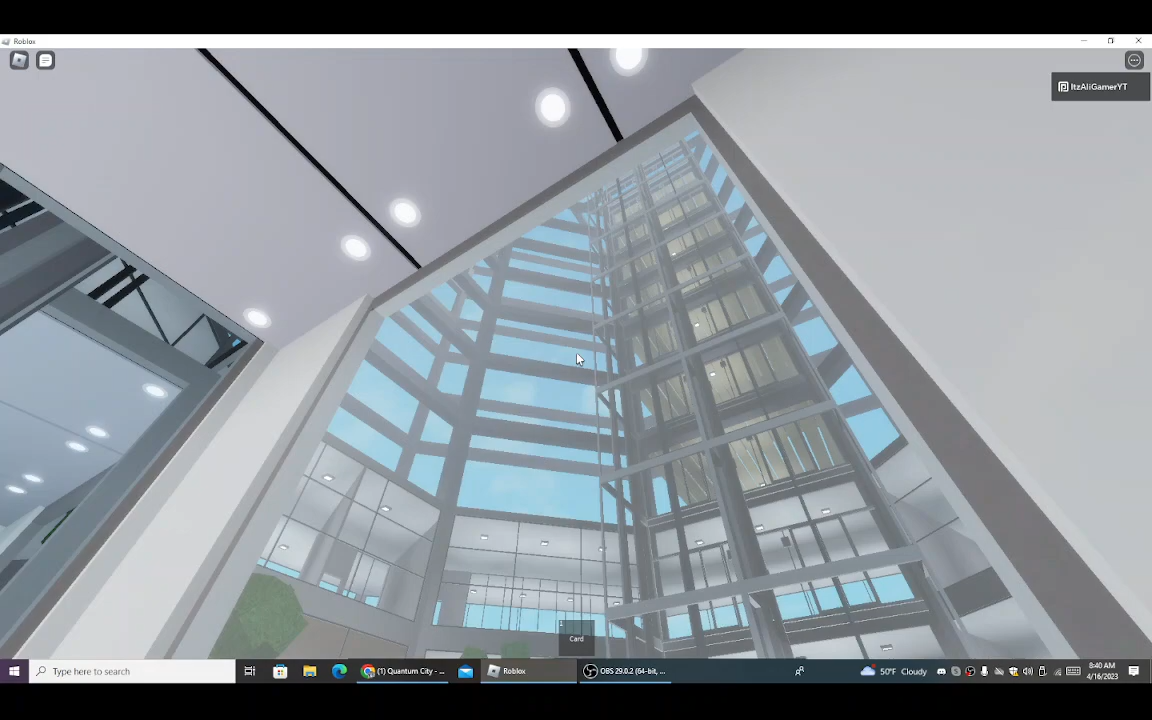 Roblox
ItzAliGamerYT
1
Card
Type here to search
(1) Quantum City - ...
Roblox
OBS 29.0.2 (64-bit, ...
50°F Cloudy
8:40 AM
4/16/2023